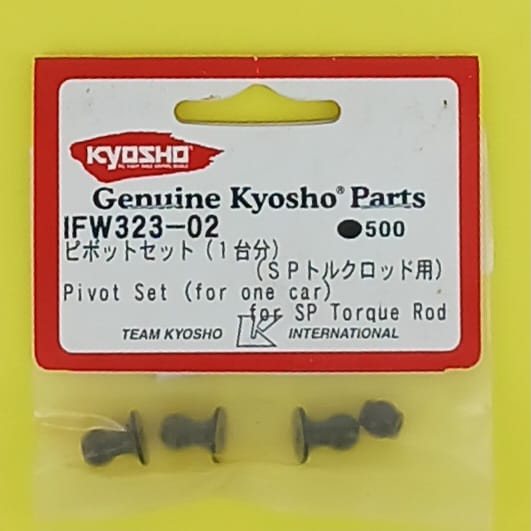 KYOSHO
Genuine Kyosho® Parts
IFW323-02 ●500
ピボットセット（1台分）
（ＳＰトルクロッド用）
Pivot Set (for one car)
for SP Torque Rod
TEAM KYOSHO K INTERNATIONAL